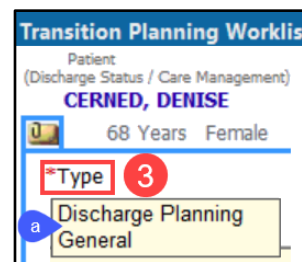 Transition Planning Worklis
Patient
(Discharge Status / Care Management)
CERNED, DENISE
68 Years Female
*Type 3
a Discharge Planning
General